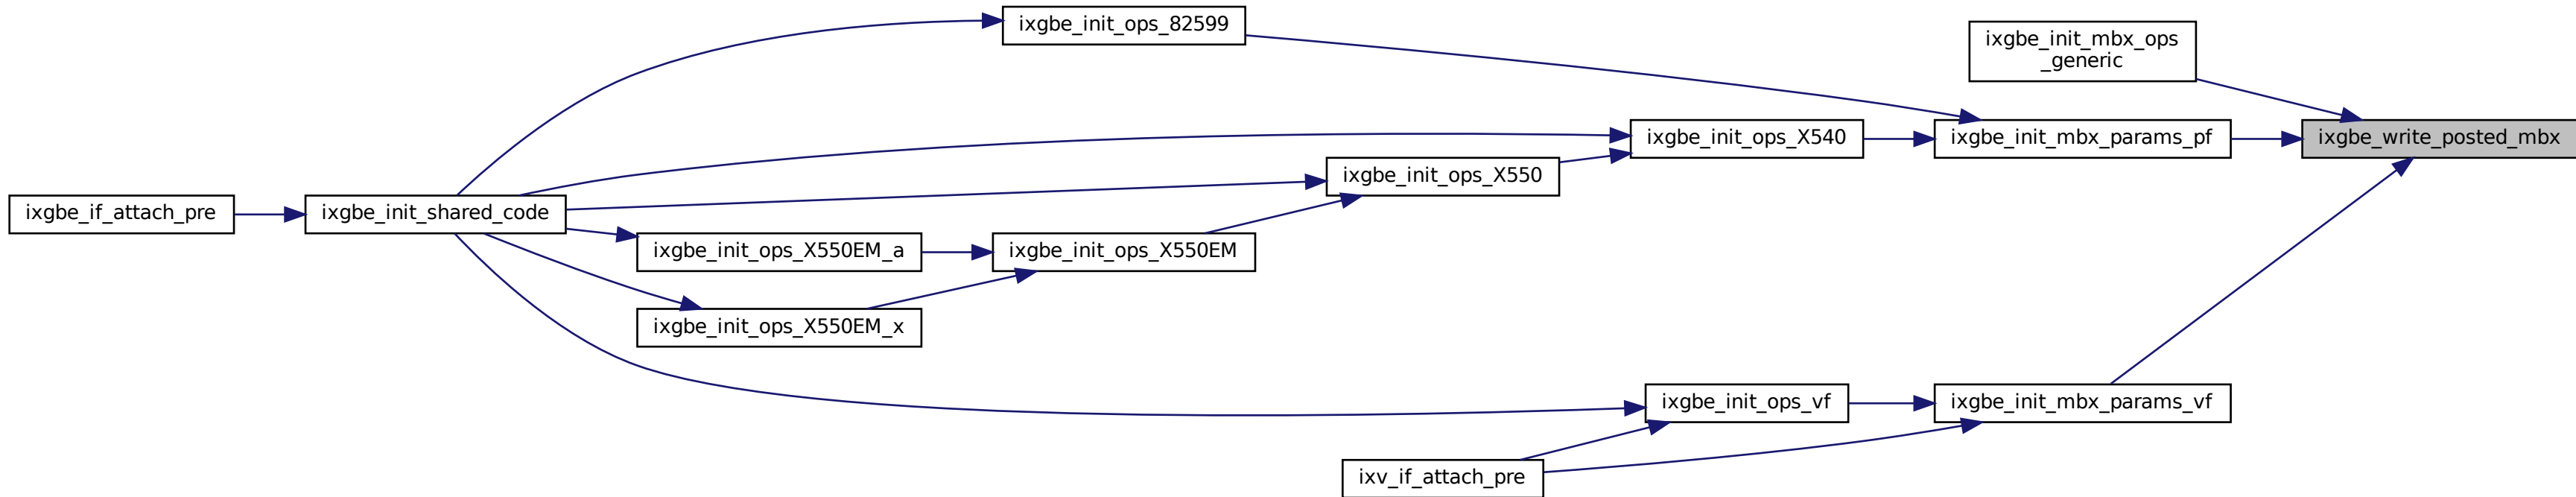 ixgbe_init_ops_82599
ixgbe_init_mbx_ops
_generic
ixgbe_init_ops_X540
ixgbe_init_mbx_params_pf
ixgbe_write_posted_mbx
ixgbe_init_ops_X550
ixgbe_if_attach_pre
ixgbe_init_shared_code
ixgbe_init_ops_X550EM_a
ixgbe_init_ops_X550EM
ixgbe_init_ops_X550EM_x
ixgbe_init_ops_vf
ixgbe_init_mbx_params_vf
ixv_if_attach_pre